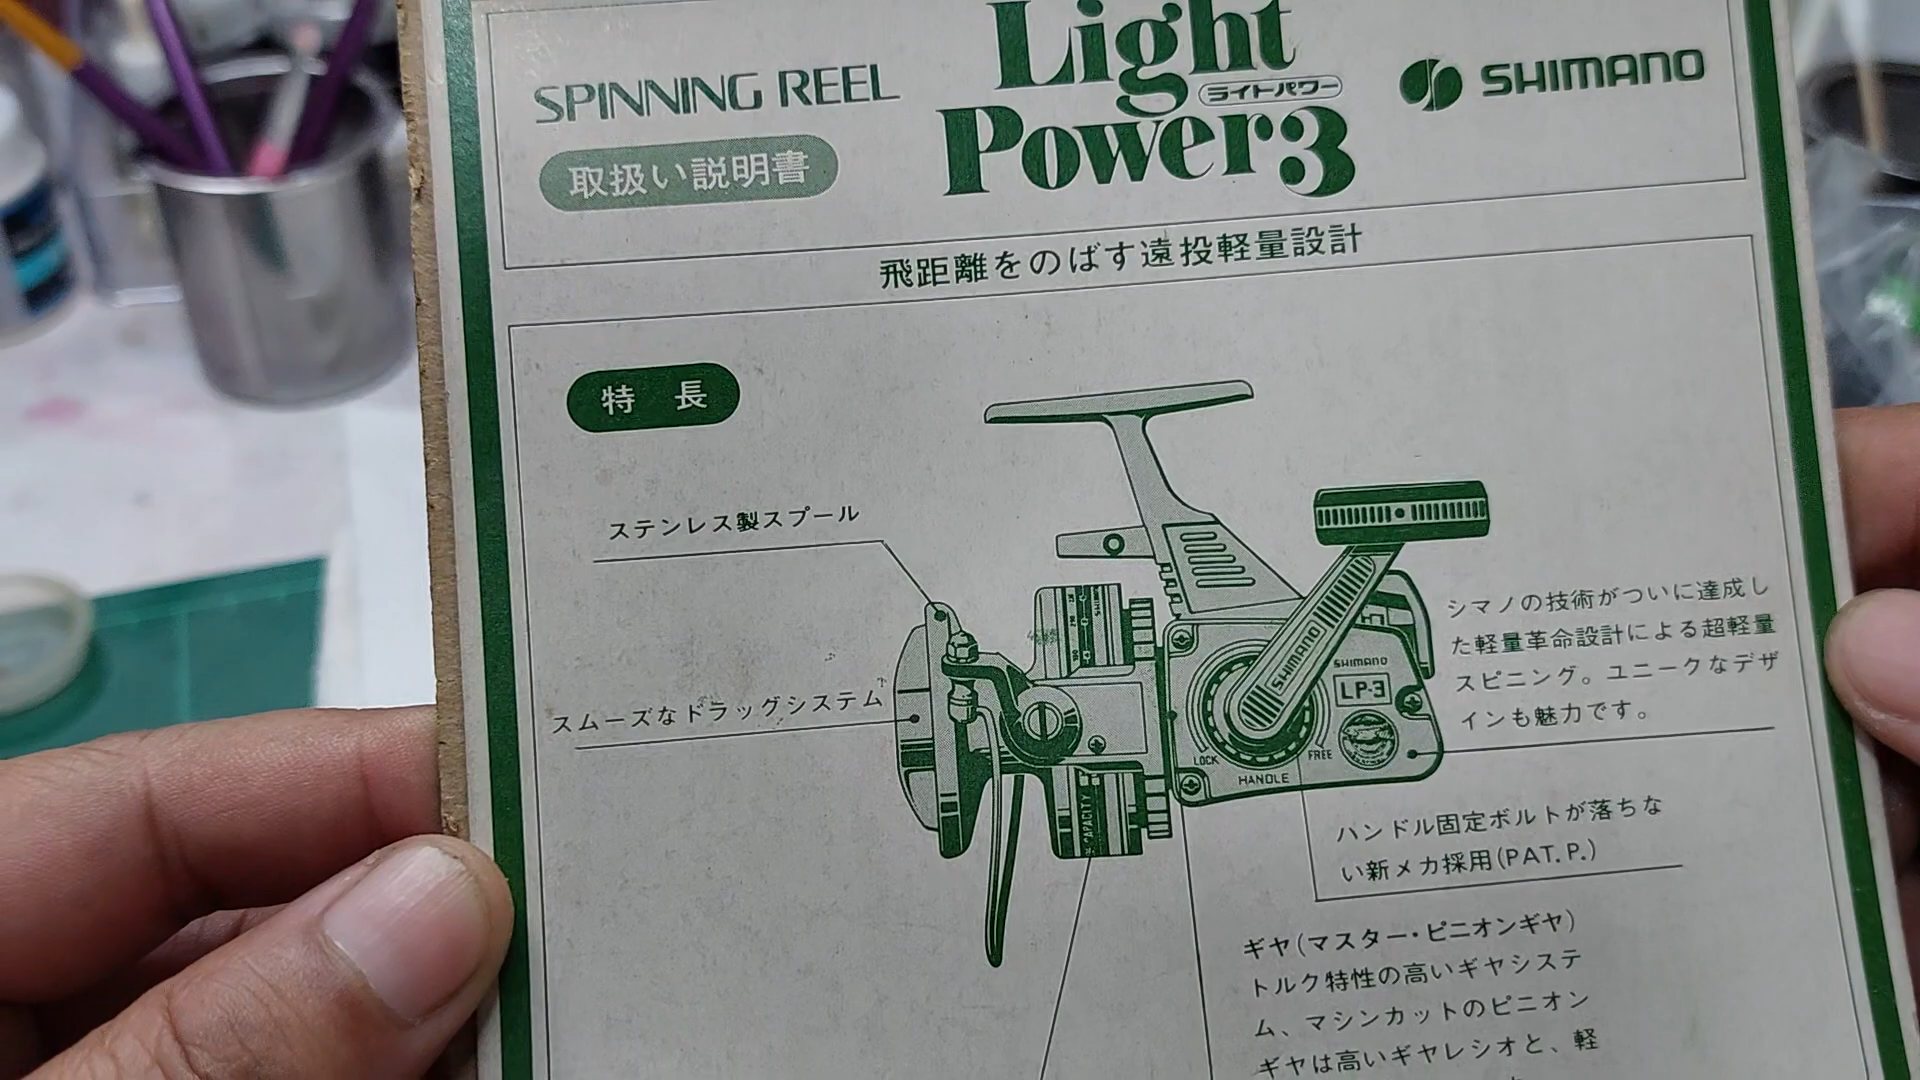 SPINNING REEL
取扱い説明書
Light
ライトパワー
Power3
SHIMANO
飛距離をのばす遠投軽量設計
特 長
ステンレス製スプール
スムーズなドラッグシステム
シマノの技術がついに達成し
た軽量革命設計による超軽量
スピニング。ユニークなデザ
インも魅力です。
SHIMANO
SHIMANO
LP-3
LOCK
FREE
HANDLE
CAPACITY
ハンドル固定ボルトが落ちな
い新メカ採用(PAT.P.)
ギヤ(マスター・ピニオンギヤ)
トルク特性の高いギヤシステ
ム、マシンカットのピニオン
ギヤは高いギヤレシオと、軽